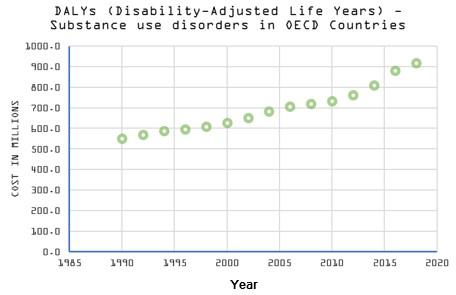 DALYs (Disability-Adjusted Life Years) -
Substance use disorders in OECD Countries
COST IN MILLIONS
1000.0
900.0
800.0
700.0
600.0
500.0
400.0
300.0
200.0
100.0
0.0
1985 1990 1995 2000 2005 2010 2015 2020
Year